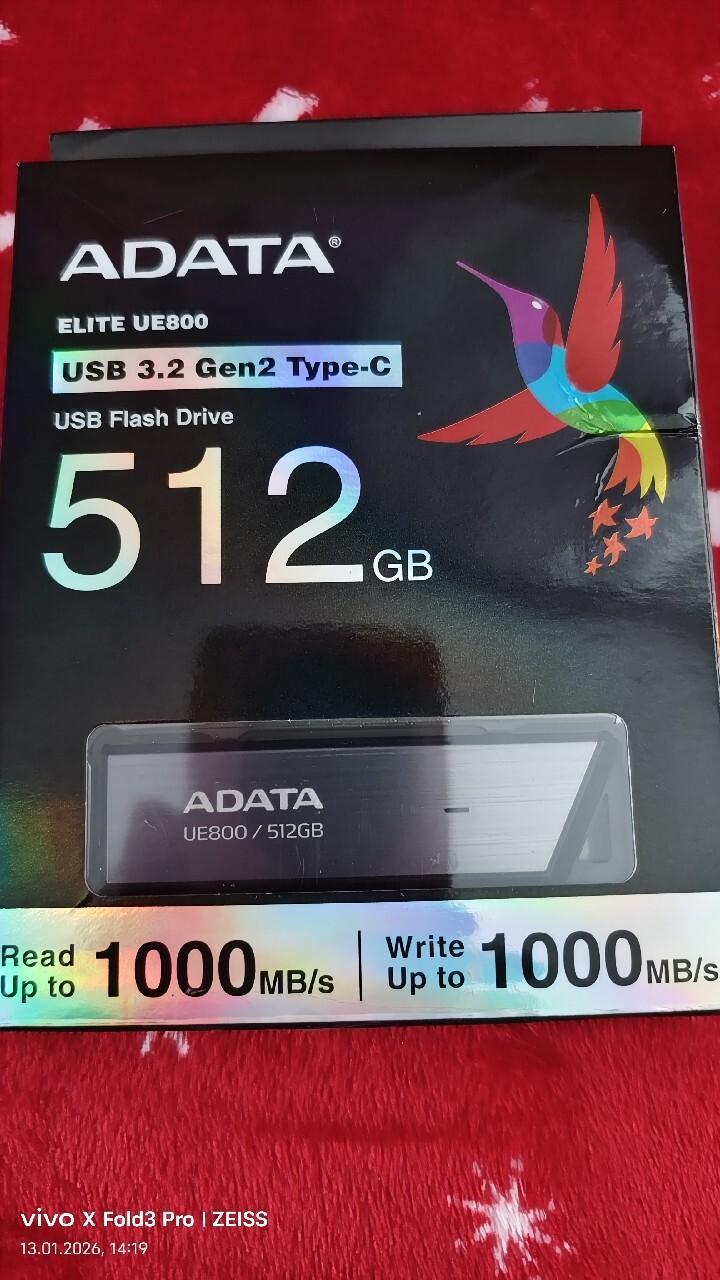 ADATA®
ELITE UE800
USB 3.2 Gen2 Type-C
USB Flash Drive
512GB
ADATA
UE800 / 512GB
Read Up to 1000MB/s
Write Up to 1000MB/s
vivo X Fold3 Pro | ZEISS
13.01.2026, 14:19